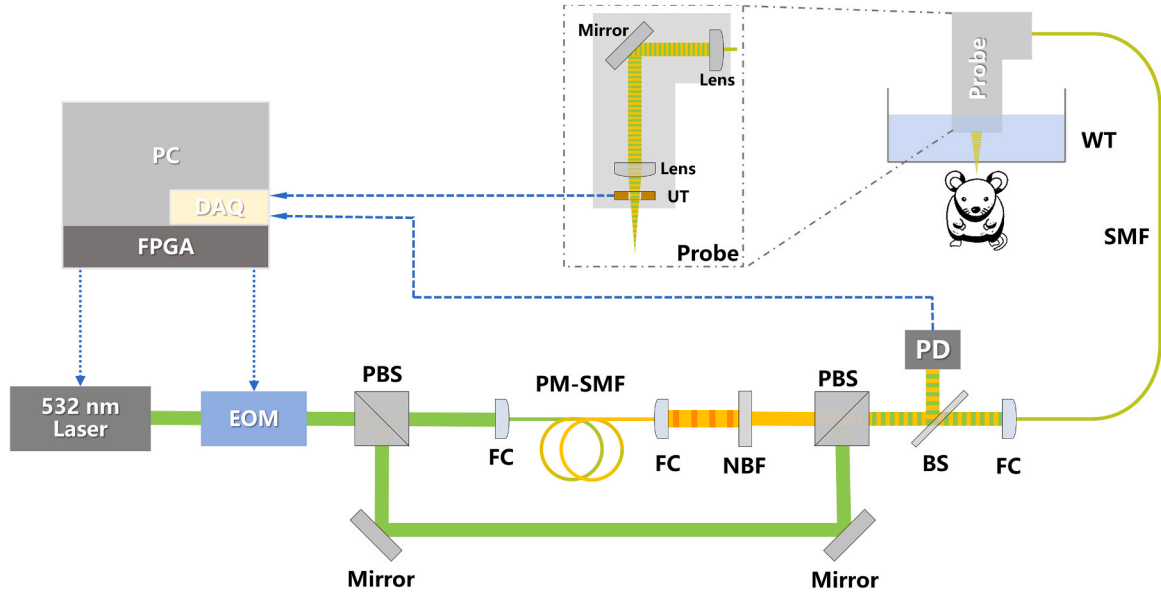 Mirror
Lens
Lens
UT
Probe
Probe
WT
SMF
PC
DAQ
FPGA
532 nm
Laser
EOM
PBS
FC
PM-SMF
FC
NBF
PBS
PD
BS
FC
Mirror
Mirror